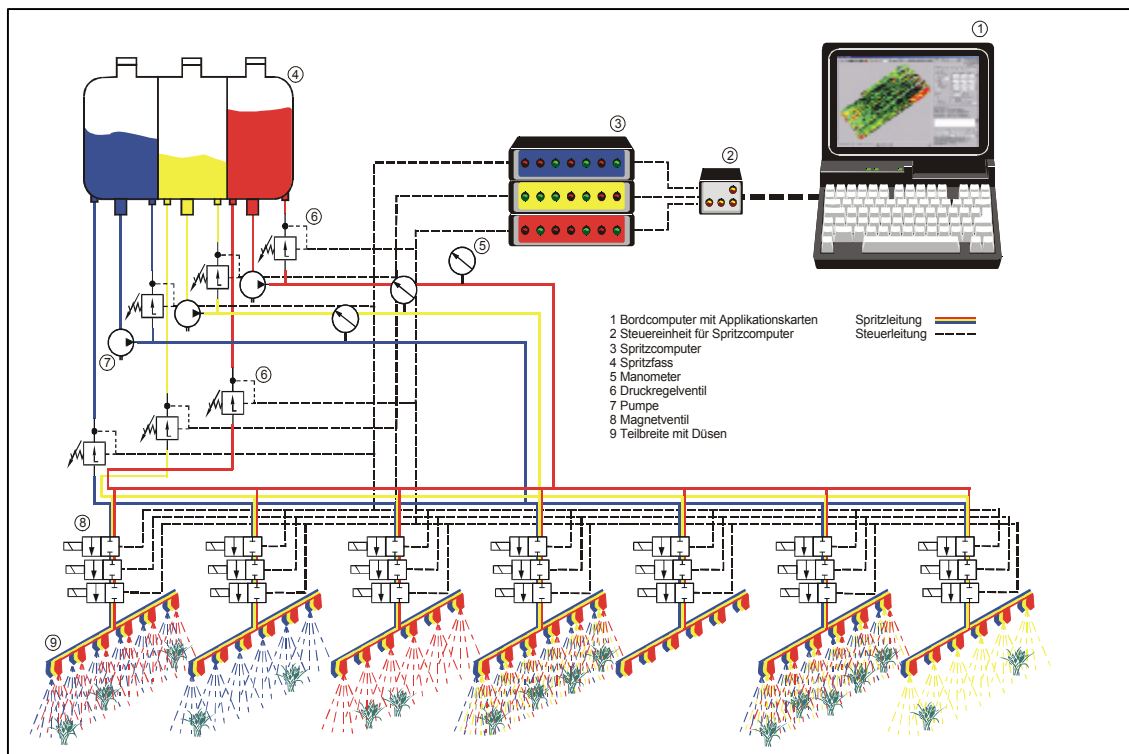 1
4
3
2
6
5
7
6
8
9
L
L
L
L
L
L
1 Bordcomputer mit Applikationskarten
2 Steuereinheit für Spritzcomputer
3 Spritzcomputer
4 Spritzfass
5 Manometer
6 Druckregelventil
7 Pumpe
8 Magnetventil
9 Teilbreite mit Düsen
Spritzleitung
Steuerleitung